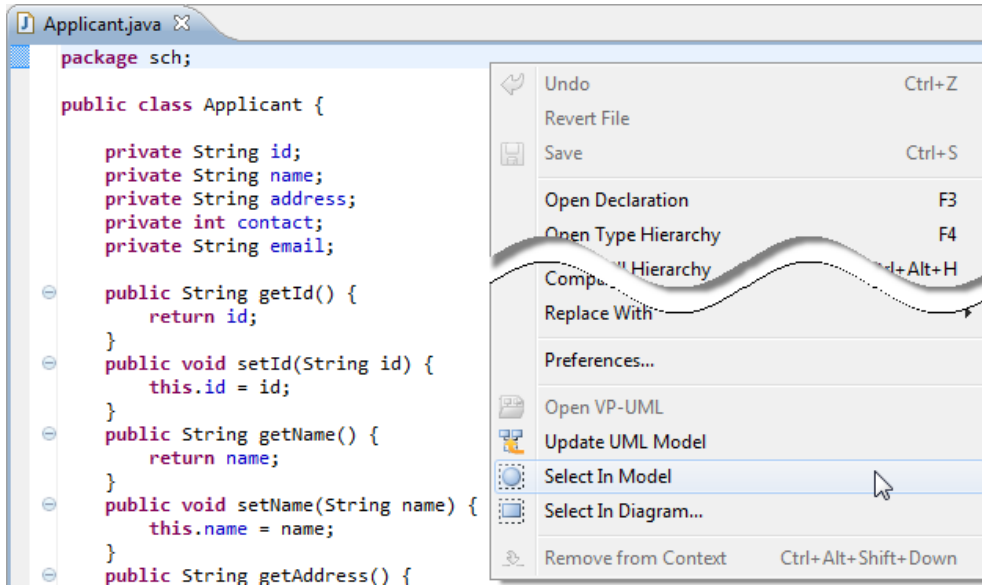 Applicant.java
package sch;
public class Applicant {
private String id;
private String name;
private String address;
private int contact;
private String email;
public String getId() {
return id;
}
public void setId(String id) {
this.id = id;
}
public String getName() {
return name;
}
public void setName(String name) {
this.name = name;
}
public String getAddress() {
Undo Ctrl+Z
Revert File
Save Ctrl+S
Open Declaration F3
Open Type Hierarchy F4
Hierarchy Alt+H
Replace With
Preferences...
Open VP-UML
Update UML Model
Select In Model
Select In Diagram...
Remove from Context Ctrl+Alt+Shift+Down